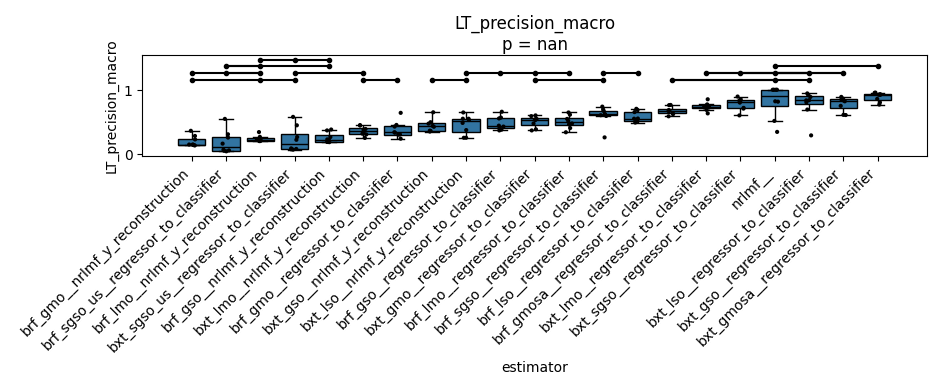 LT_precision_macro
p = nan
LT_precision_macro
1
0
brf_gmo__nrlmf_y_reconstruction
brf_sgso_us__regressor_to_classifier
brf_lmo__nrlmf_y_reconstruction
bxt_sgso_us__regressor_to_classifier
brf_gso__nrlmf_y_reconstruction
bxt_lmo__nrlmf_y_reconstruction
brf_gmo__regressor_to_classifier
bxt_gso__nrlmf_y_reconstruction
bxt_lso__nrlmf_y_reconstruction
brf_gso__regressor_to_classifier
bxt_gmo__regressor_to_classifier
brf_lmo__regressor_to_classifier
brf_sgso__regressor_to_classifier
brf_lso__regressor_to_classifier
brf_gmosa__regressor_to_classifier
bxt_lmo__regressor_to_classifier
bxt_sgso__regressor_to_classifier
nrlmf__
bxt_lso__regressor_to_classifier
bxt_gso__regressor_to_classifier
bxt_gmosa__regressor_to_classifier
estimator